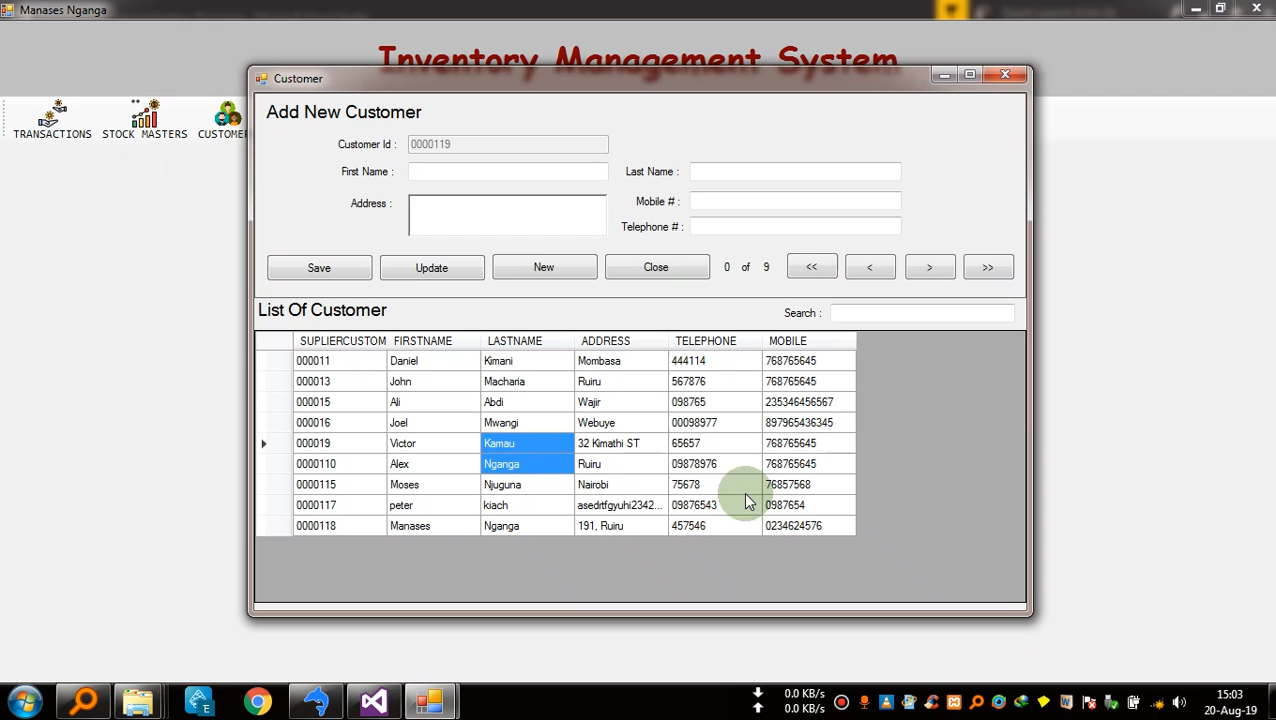 Manases Nganga
Inventory Management System
TRANSACTIONS STOCK MASTERS CUSTOMER
Customer
Add New Customer
Customer Id : 0000119
First Name : Last Name :
Address : Mobile # :
Telephone # :
Save Update New Close 0 of 9 << < > >>
List Of Customer Search :
SUPLIERCUSTOM FIRSTNAME LASTNAME ADDRESS TELEPHONE MOBILE
000011 Daniel Kimani Mombasa 444114 768765645
000013 John Macharia Ruiru 567876 768765645
000015 Ali Abdi Wajir 098765 235346456567
000016 Joel Mwangi Webuye 00098977 897965436345
000019 Victor Kamau 32 Kimathi ST 65657 768765645
0000110 Alex Nganga Ruiru 09878976 768765645
0000115 Moses Njuguna Nairobi 75678 76857568
0000117 peter kiach asedrtfgyuhi2342... 09876543 0987654
0000118 Manases Nganga 191, Ruiru 457546 0234624576
0.0 KB/s
0.0 KB/s
15:03
20-Aug-19